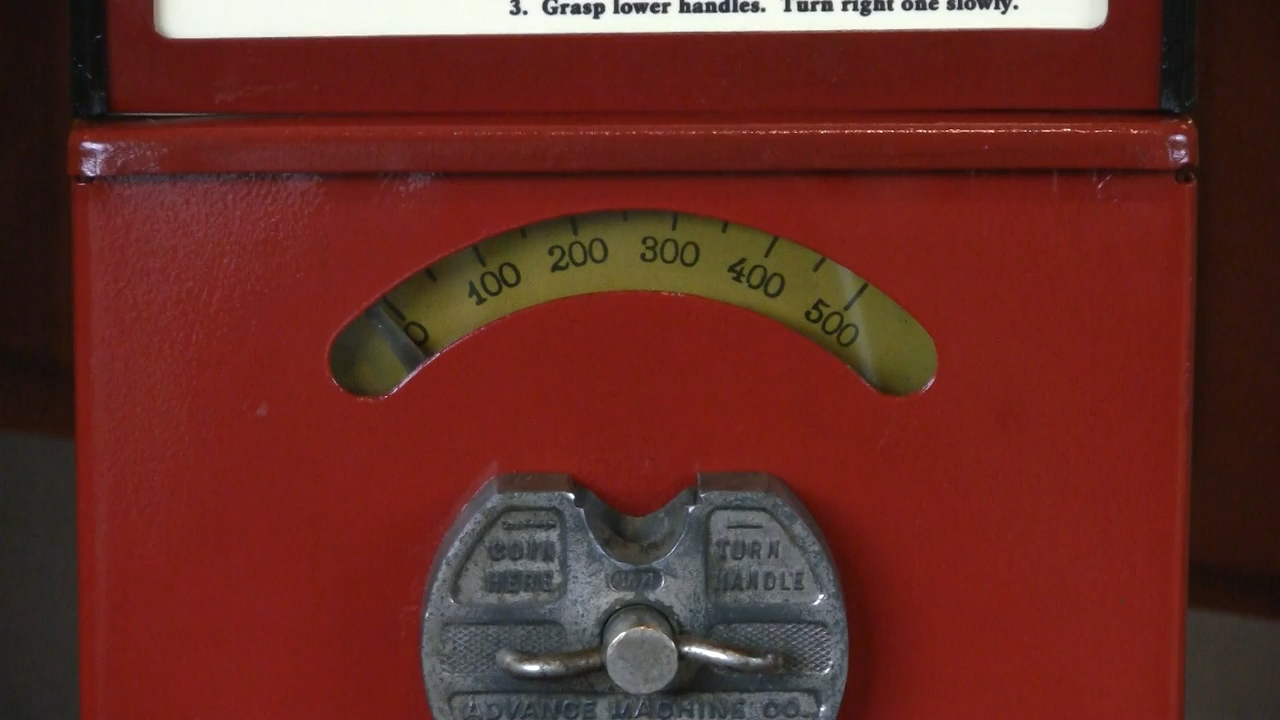 3. Grasp lower handles. Turn right one slowly.
0 100 200 300 400 500
COIN HERE
TURN HANDLE
ADVANCE MACHINE CO.